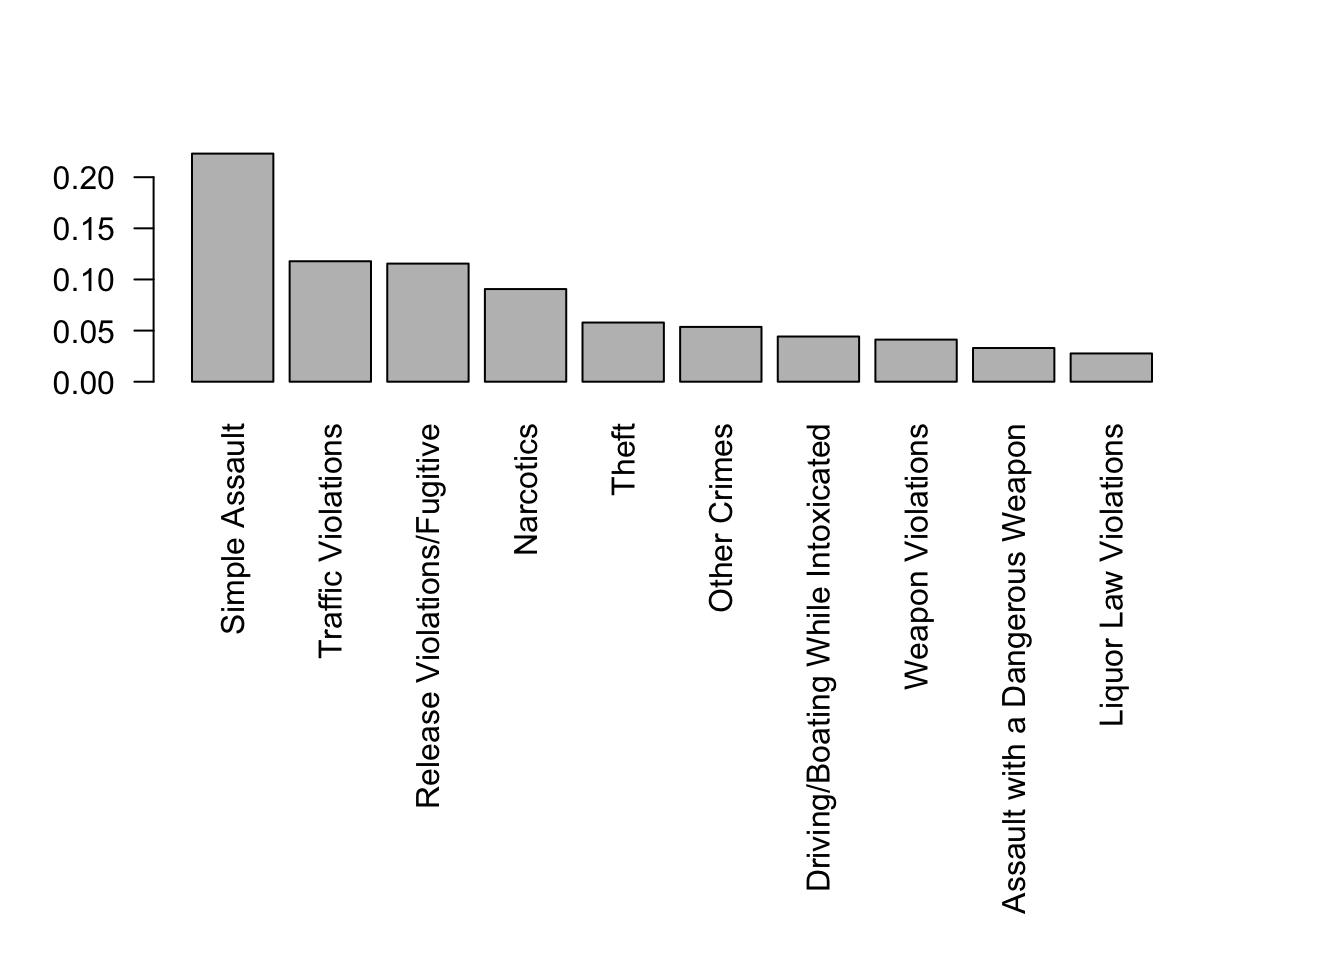 0.20
0.15
0.10
0.05
0.00
Simple Assault
Traffic Violations
Release Violations/Fugitive
Narcotics
Theft
Other Crimes
Driving/Boating While Intoxicated
Weapon Violations
Assault with a Dangerous Weapon
Liquor Law Violations